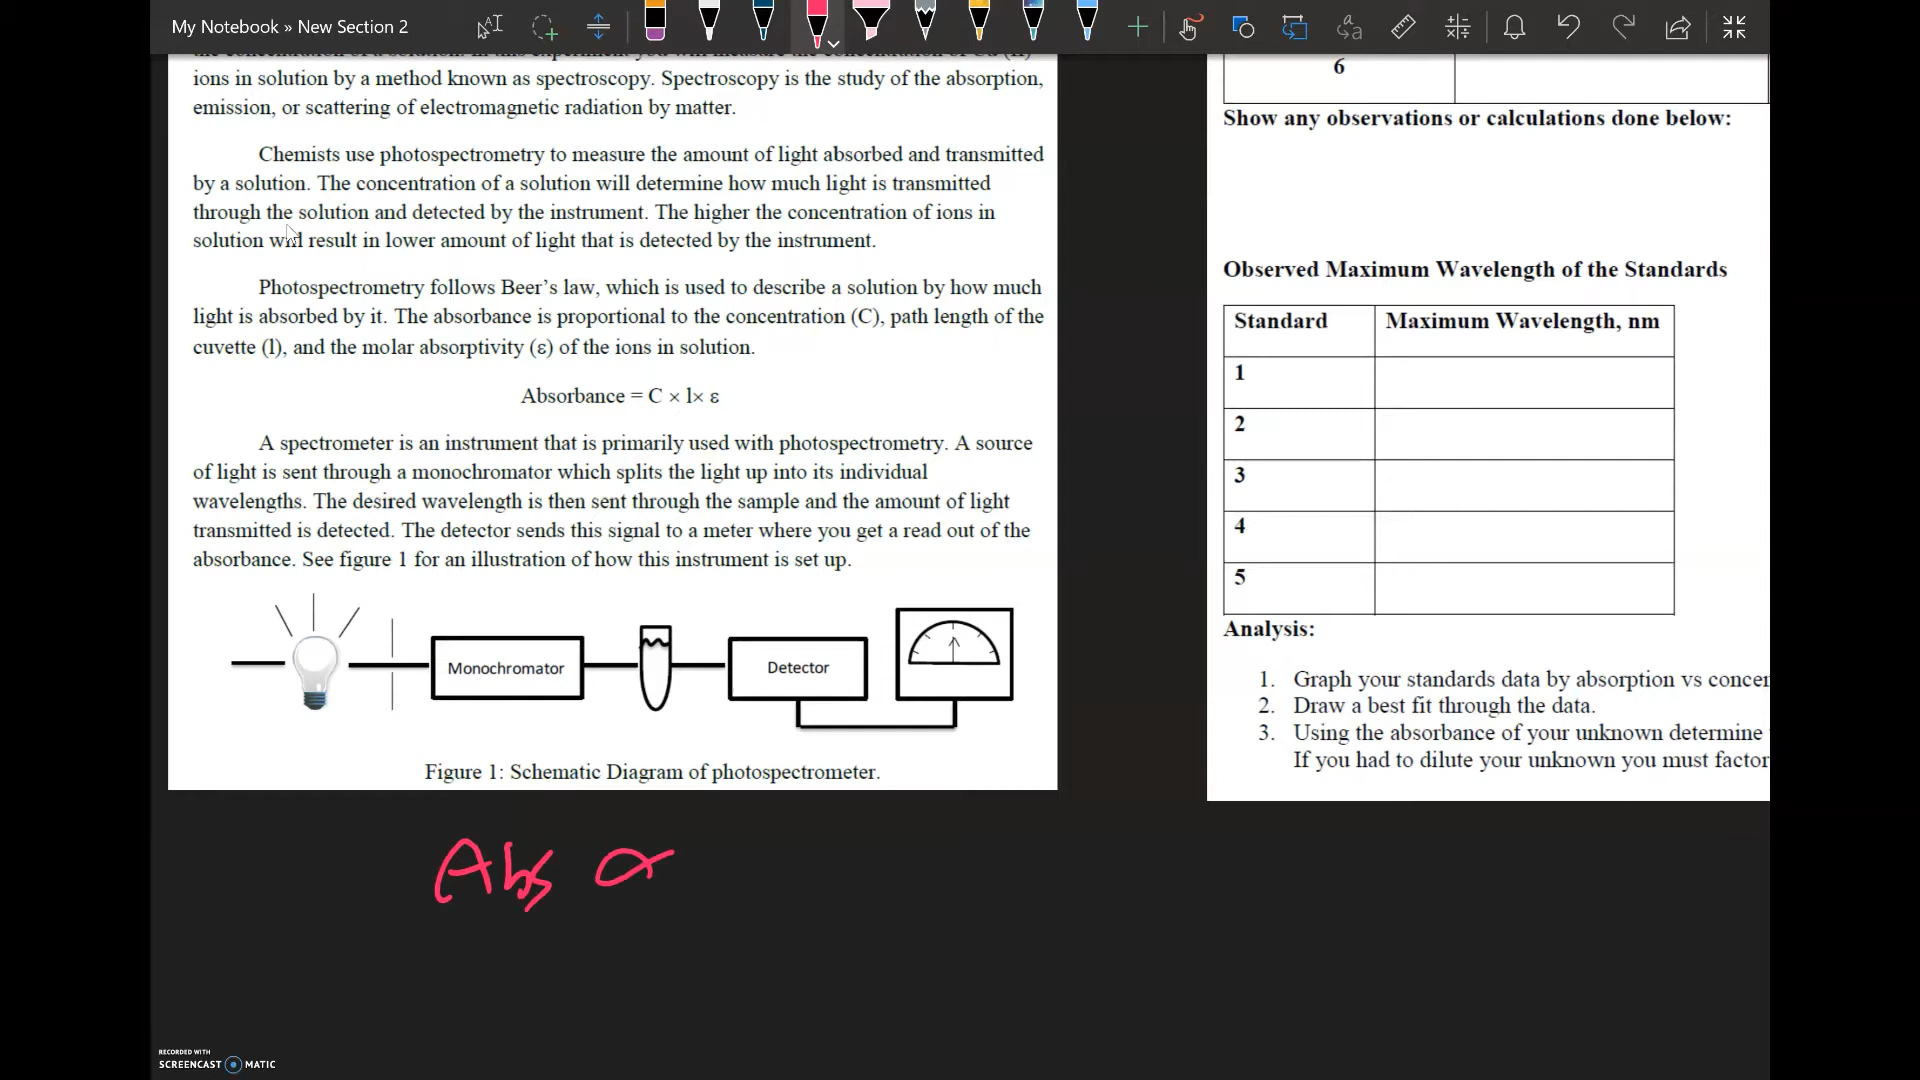 My Notebook » New Section 2
ions in solution by a method known as spectroscopy. Spectroscopy is the study of the absorption,
emission, or scattering of electromagnetic radiation by matter.
Chemists use photospectrometry to measure the amount of light absorbed and transmitted
by a solution. The concentration of a solution will determine how much light is transmitted
through the solution and detected by the instrument. The higher the concentration of ions in
solution will result in lower amount of light that is detected by the instrument.
Photospectrometry follows Beer’s law, which is used to describe a solution by how much
light is absorbed by it. The absorbance is proportional to the concentration (C), path length of the
cuvette (l), and the molar absorptivity (ε) of the ions in solution.
Absorbance = C × l× ε
A spectrometer is an instrument that is primarily used with photospectrometry. A source
of light is sent through a monochromator which splits the light up into its individual
wavelengths. The desired wavelength is then sent through the sample and the amount of light
transmitted is detected. The detector sends this signal to a meter where you get a read out of the
absorbance. See figure 1 for an illustration of how this instrument is set up.
Monochromator
Detector
Figure 1: Schematic Diagram of photospectrometer.
Abs α
6
Show any observations or calculations done below:
Observed Maximum Wavelength of the Standards
Standard Maximum Wavelength, nm
1
2
3
4
5
Analysis:
1. Graph your standards data by absorption vs
2. Draw a best fit through the data.
3. Using the absorbance of your unknown determine
If you had to dilute your unknown you must factor
RECORDED WITH
SCREENCAST MATIC